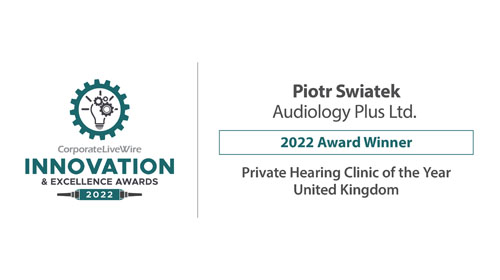 CorporateLiveWire
INNOVATION
& EXCELLENCE AWARDS
2022
Piotr Swiatek
Audiology Plus Ltd.
2022 Award Winner
Private Hearing Clinic of the Year
United Kingdom